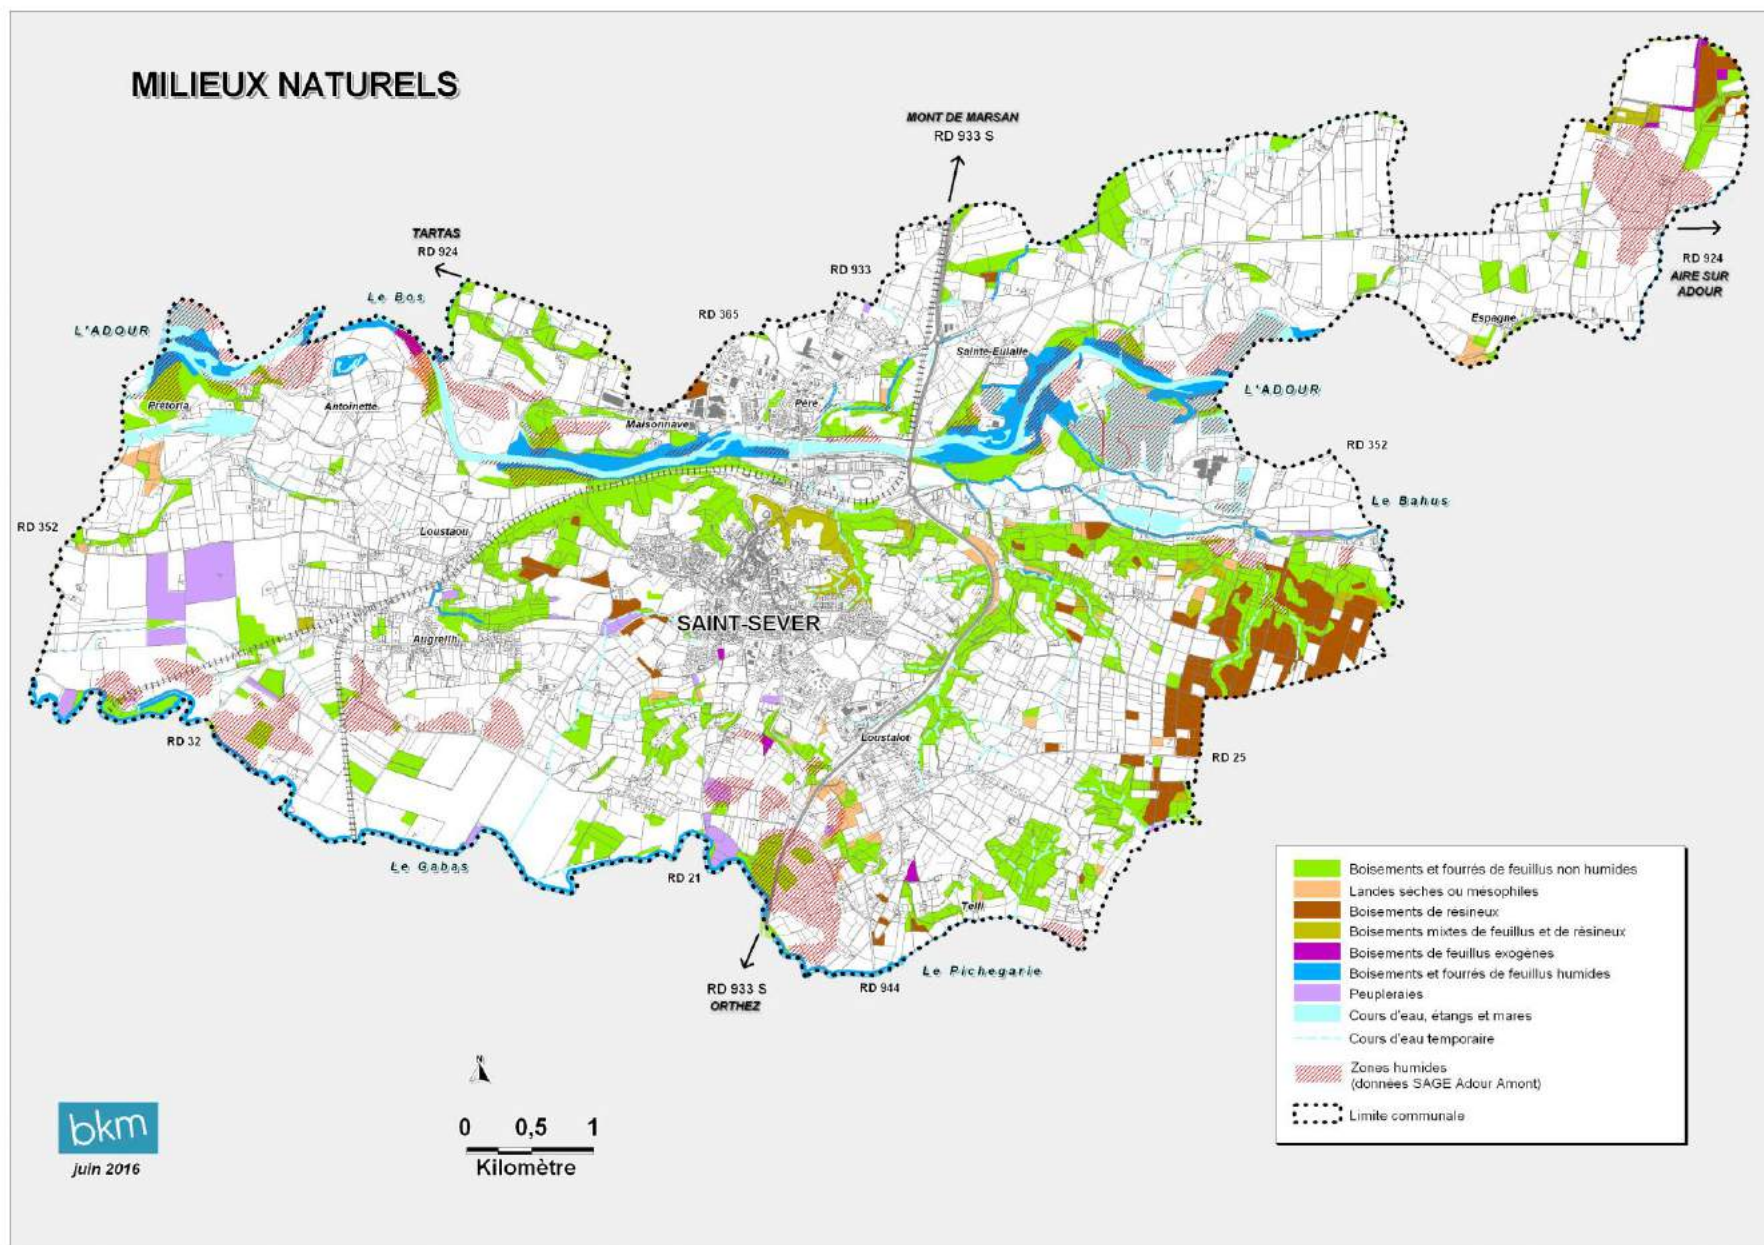 MILIEUX NATURELS
MONT DE MARSAN
RD 933 S
TARTAS
RD 924
RD 933
Le Bos
L'ADOUR
RD 365
RD 924
AIRE SUR
ADOUR
Espagne
Sainte-Eulalie
L'ADOUR
Pretoria
Antoinette
Péré
Maisonnave
RD 352
Le Bahus
RD 352
Loustaou
SAINT-SEVER
Augreilh
RD 32
Loustalot
RD 25
Le Gabas
RD 21
Telli
Le Pichegarie
RD 944
RD 933 S
ORTHEZ
Boisements et fourrés de feuillus non humides
Landes sèches ou mésophiles
Boisements de résineux
Boisements mixtes de feuillus et de résineux
Boisements de feuillus exogènes
Boisements et fourrés de feuillus humides
Peupleraies
Cours d'eau, étangs et mares
Cours d'eau temporaire
Zones humides
(données SAGE Adour Amont)
Limite communale
N
0 0,5 1
Kilomètre
bkm
juin 2016